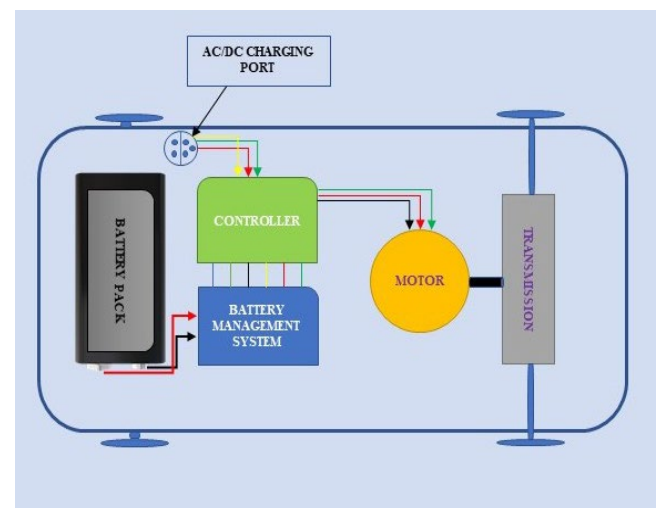 AC/DC CHARGING
PORT
BATTERY PACK
CONTROLLER
BATTERY
MANAGEMENT
SYSTEM
MOTOR
TRANSMISSION